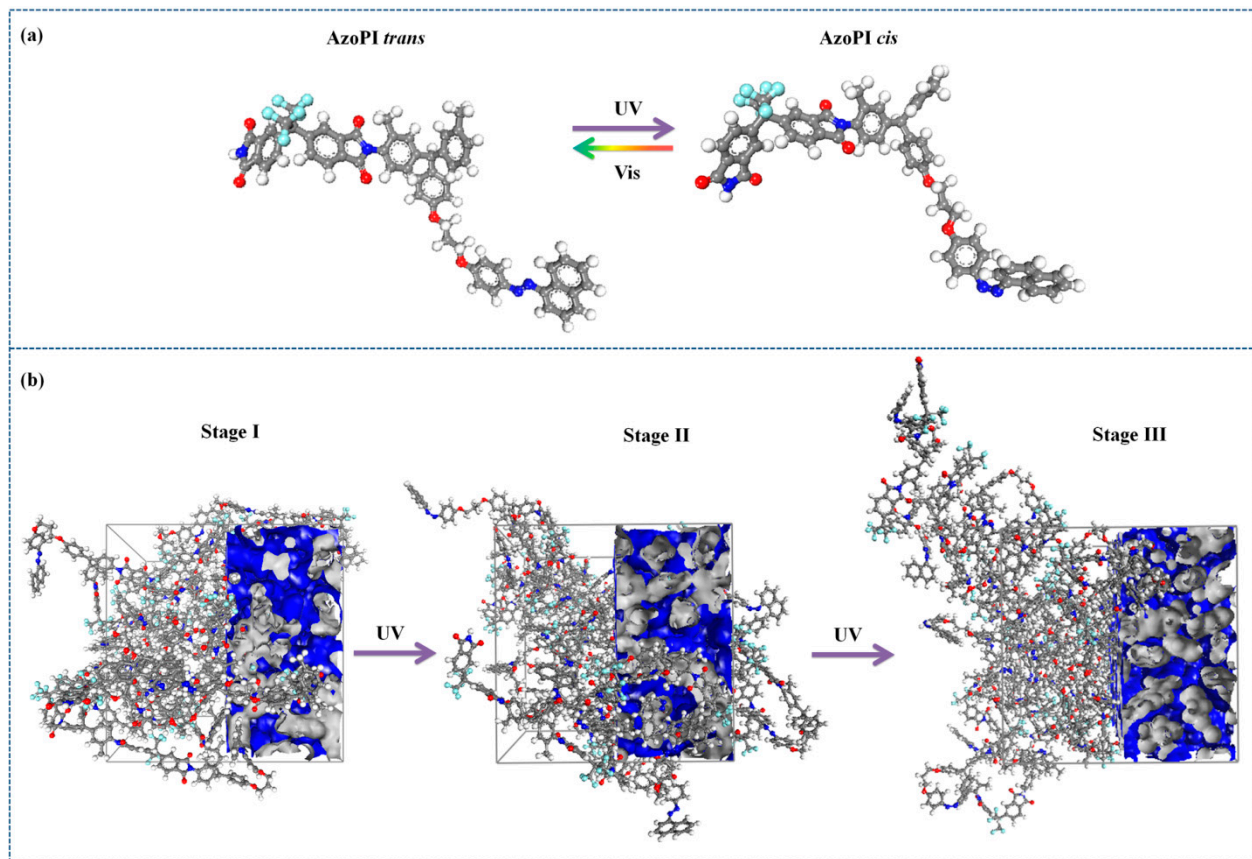 (a)
AzoPI trans
AzoPI cis
UV
Vis
(b)
Stage I
Stage II
Stage III
UV
UV